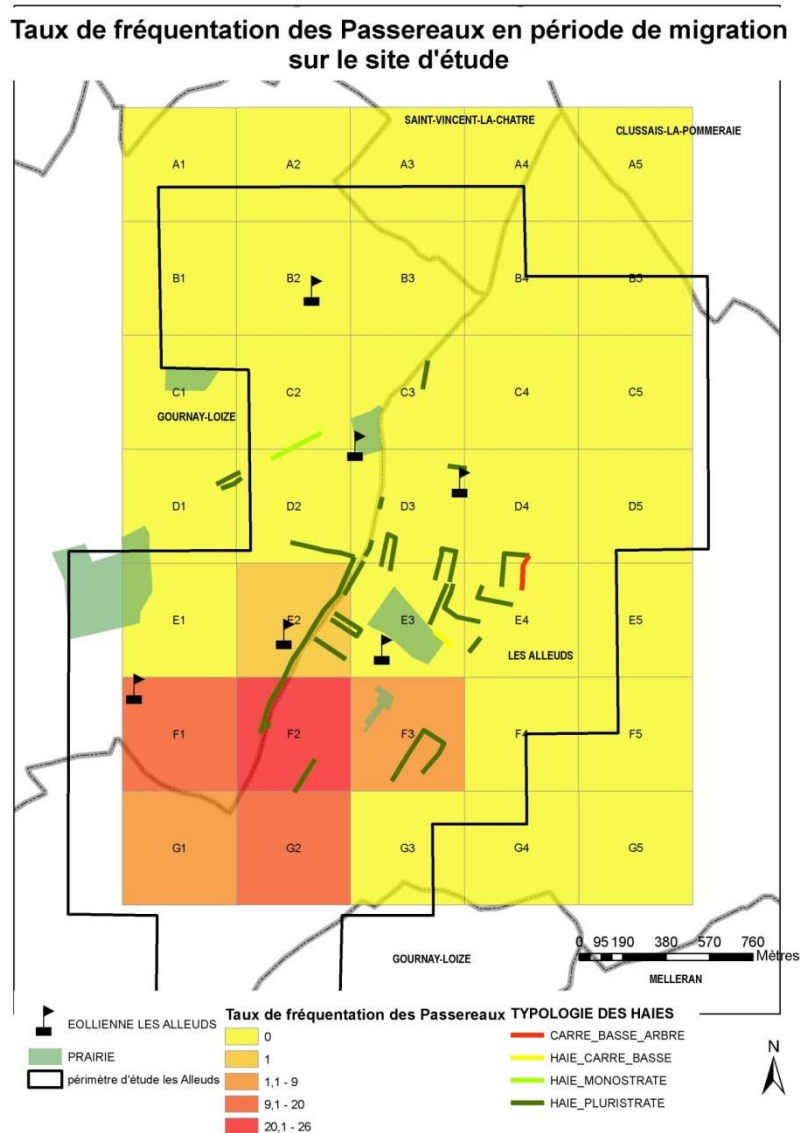 Taux de fréquentation des Passereaux en période de migration
sur le site d'étude
SAINT-VINCENT-LA-CHATRE
CLUSSAIS-LA-POMMERAIE
A1 A2 A3 A4 A5
B1 B2 B3 B4 B5
C1 C2 C3 C4 C5
GOURNAY-LOIZE
D1 D2 D3 D4 D5
E1 E2 E3 E4 E5
LES ALLEUDS
F1 F2 F3 F4 F5
G1 G2 G3 G4 G5
0 95 190 380 570 760
Mètres
GOURNAY-LOIZE
MELLERAN
EOLLIENNE LES ALLEUDS
PRAIRIE
périmètre d'étude les Alleuds
Taux de fréquentation des Passereaux
0
1
1,1 - 9
9,1 - 20
20,1 - 26
TYPOLOGIE DES HAIES
CARRE_BASSE_ARBRE
HAIE_CARRE_BASSE
HAIE_MONOSTRATE
HAIE_PLURISTRATE
N